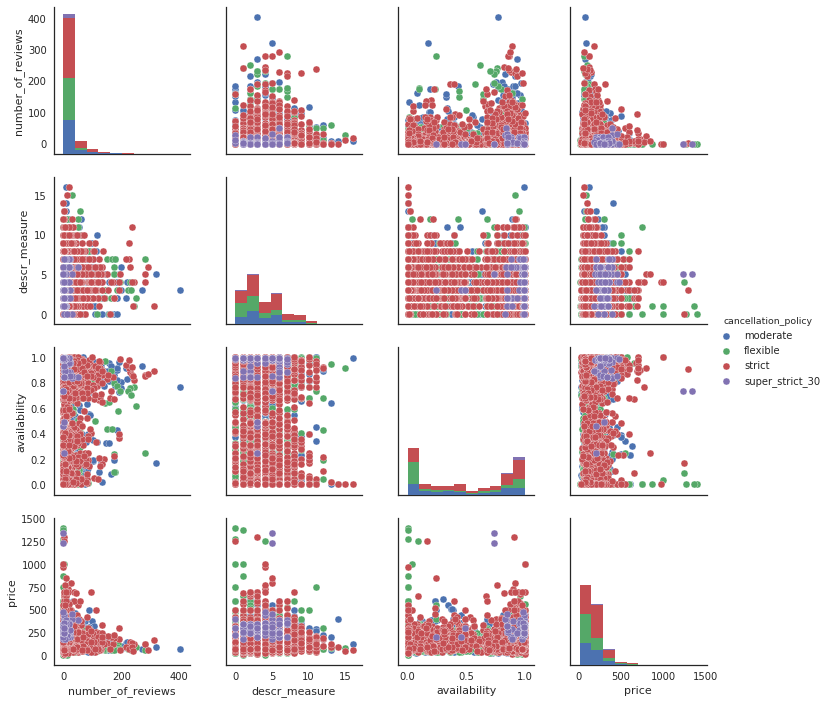 400
300
200
100
0
number_of_reviews
15
10
5
0
descr_measure
cancellation_policy
moderate
flexible
strict
super_strict_30
1.0
0.8
0.6
0.4
0.2
0.0
availability
1500
1250
1000
750
500
250
0
price
0 200 400
0 5 10 15
0.0 0.5 1.0
0 500 1000 1500
number_of_reviews descr_measure availability price